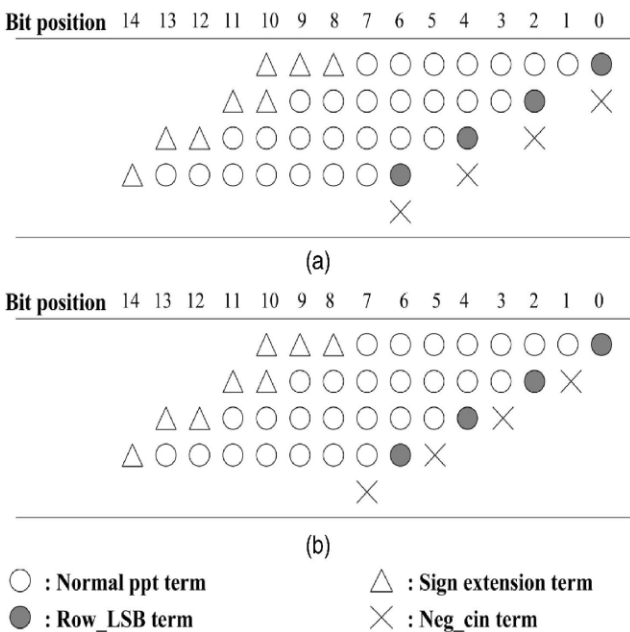 Bit position 14 13 12 11 10 9 8 7 6 5 4 3 2 1 0
(a)
Bit position 14 13 12 11 10 9 8 7 6 5 4 3 2 1 0
(b)
: Normal ppt term : Sign extension term
: Row_LSB term : Neg_cin term